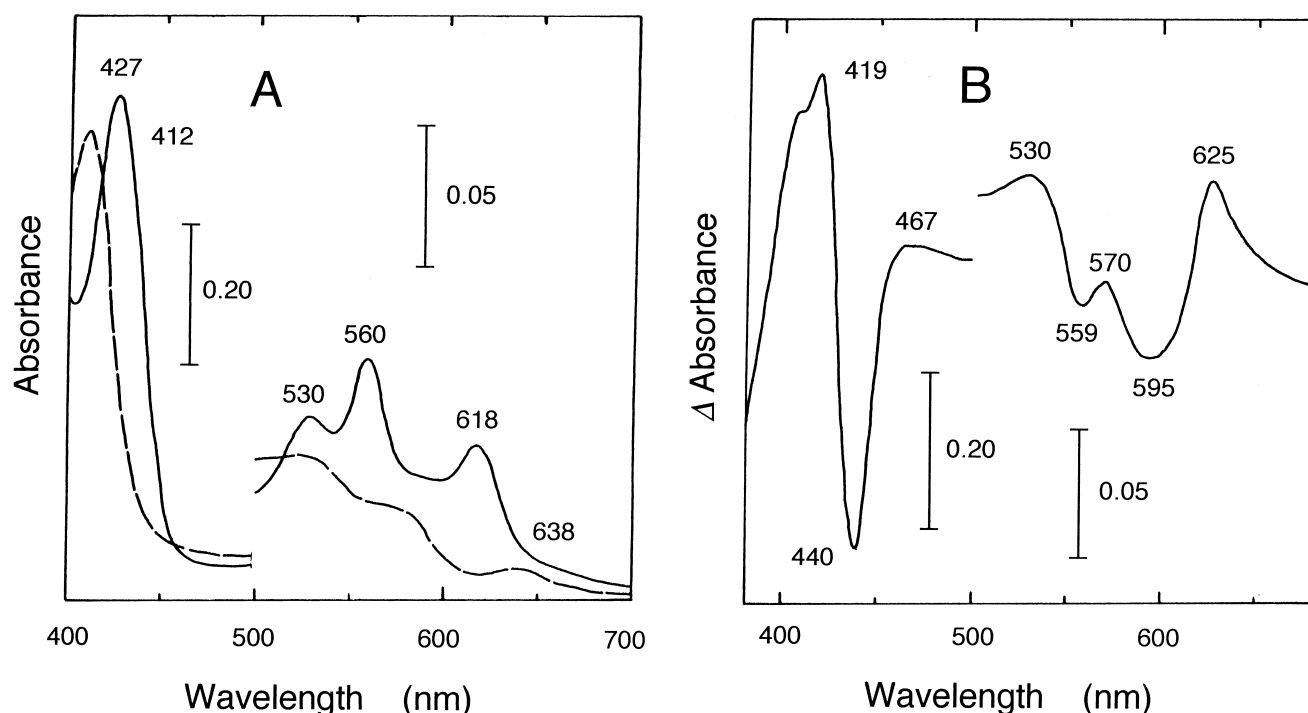 A
427
412
0.05
0.20
560
530
618
638
Absorbance
400 500 600 700
Wavelength (nm)
B
419
530
625
467
570
559
595
0.20
0.05
440
Δ Absorbance
400 500 600
Wavelength (nm)